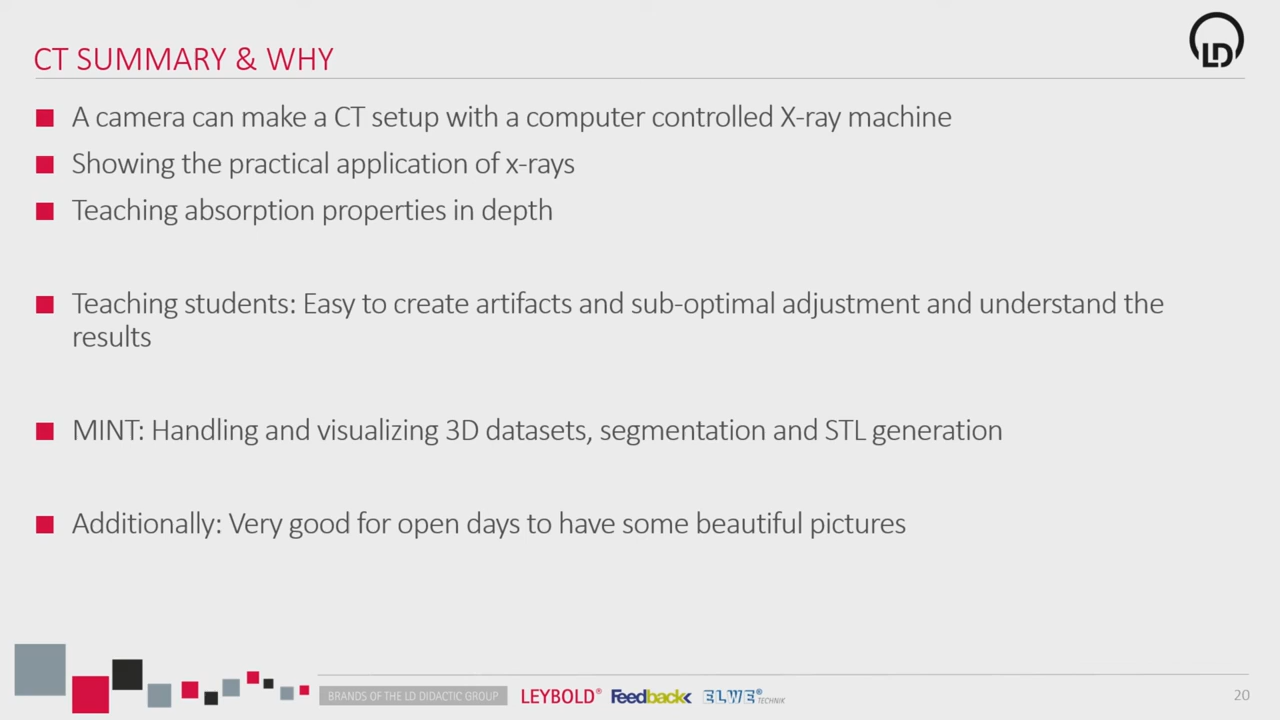 CT SUMMARY & WHY
LD
A camera can make a CT setup with a computer controlled X-ray machine
Showing the practical application of x-rays
Teaching absorption properties in depth
Teaching students: Easy to create artifacts and sub-optimal adjustment and understand the
results
MINT: Handling and visualizing 3D datasets, segmentation and STL generation
Additionally: Very good for open days to have some beautiful pictures
BRANDS OF THE LD DIDACTIC GROUP LEYBOLD® Feedback ELWE® TECHNIK 20